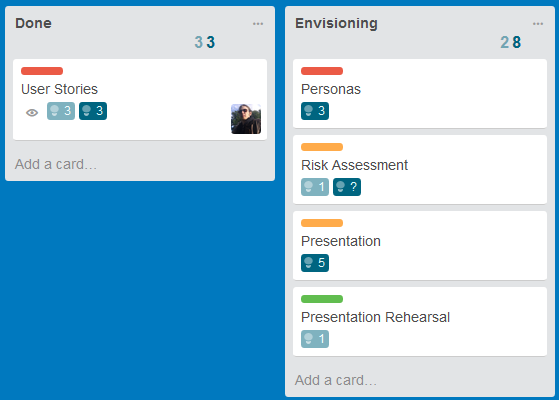 Done
3 3
User Stories
3 3
Add a card...
Envisioning
2 8
Personas
3
Risk Assessment
1 ?
Presentation
5
Presentation Rehearsal
1
Add a card...